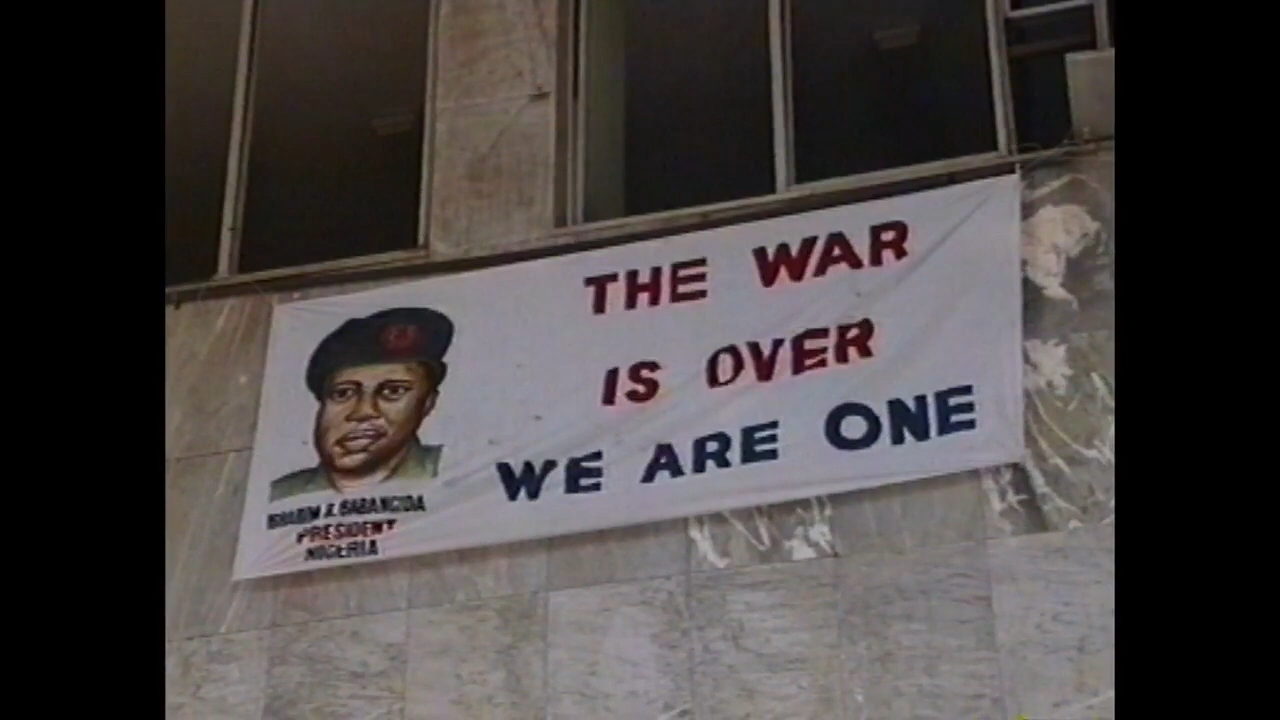 THE WAR
IS OVER
WE ARE ONE
IBRAHIM A. BABANGIDA
PRESIDENT
NIGERIA